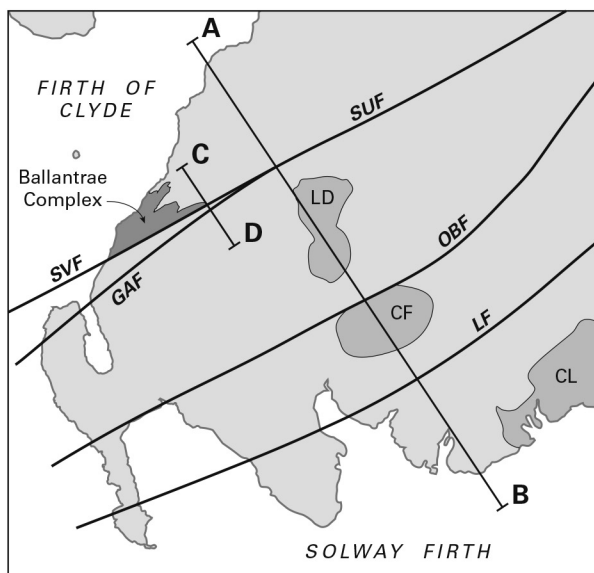 A
FIRTH OF
CLYDE
SUF
C
Ballantrae
Complex
LD
D
OBF
SVF
GAF
CF
LF
CL
B
SOLWAY FIRTH